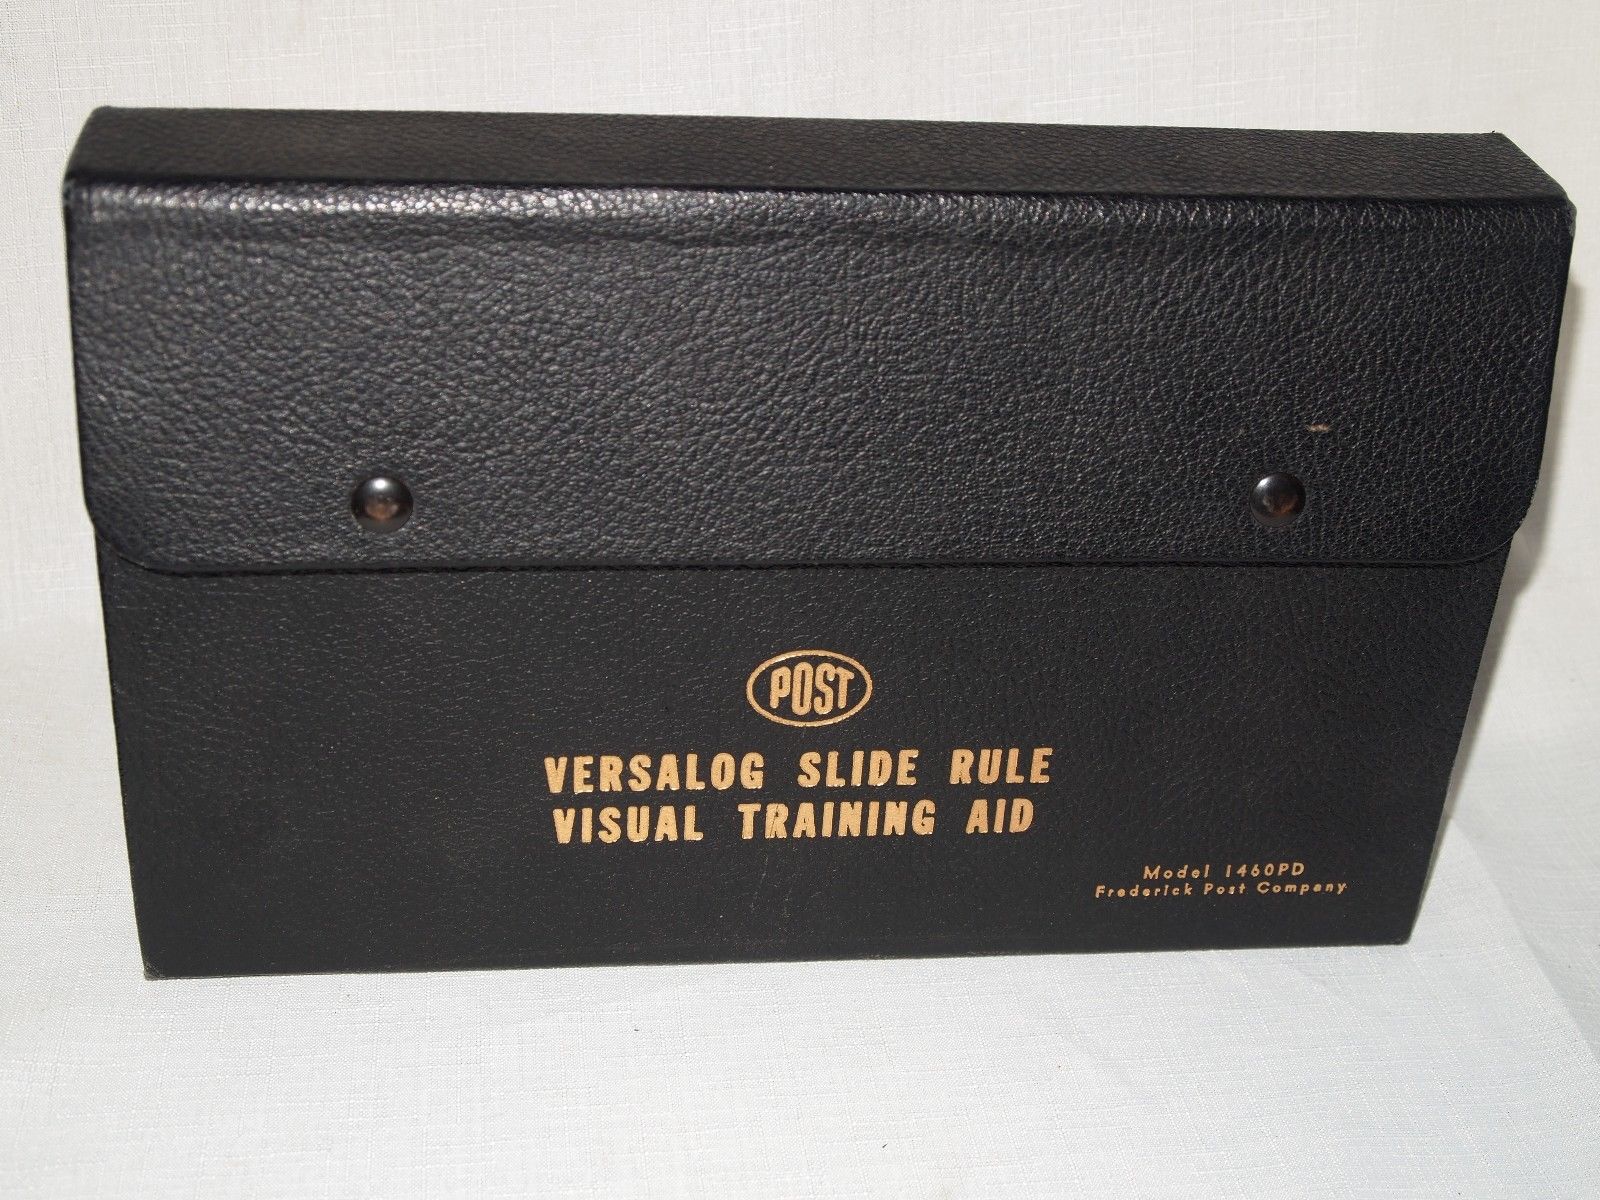 POST
VERSALOG SLIDE RULE
VISUAL TRAINING AID
Model 1460PD
Frederick Post Company